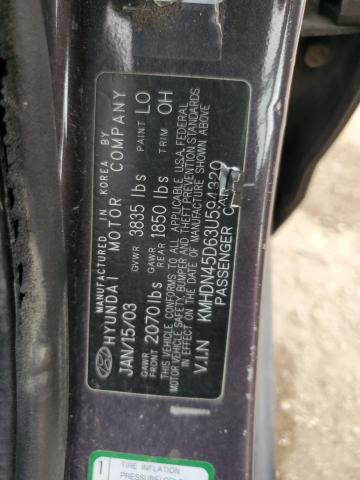 MANUFACTURED IN KOREA BY
HYUNDAI MOTOR COMPANY
JAN/15/03 GVWR 3835 lbs PAINT LO
GAWR FRONT 2070 lbs GAWR REAR 1850 lbs TRIM OH
THIS VEHICLE CONFORMS TO ALL APPLICABLE U.S.A. FEDERAL
MOTOR VEHICLE SAFETY, BUMPER AND THEFT-PREVENTION STANDARDS
IN EFFECT ON THE DATE OF MANUFACTURE SHOWN ABOVE
V.I.N KMHDN45D63U594320
PASSENGER CAR
1 TIRE INFLATION